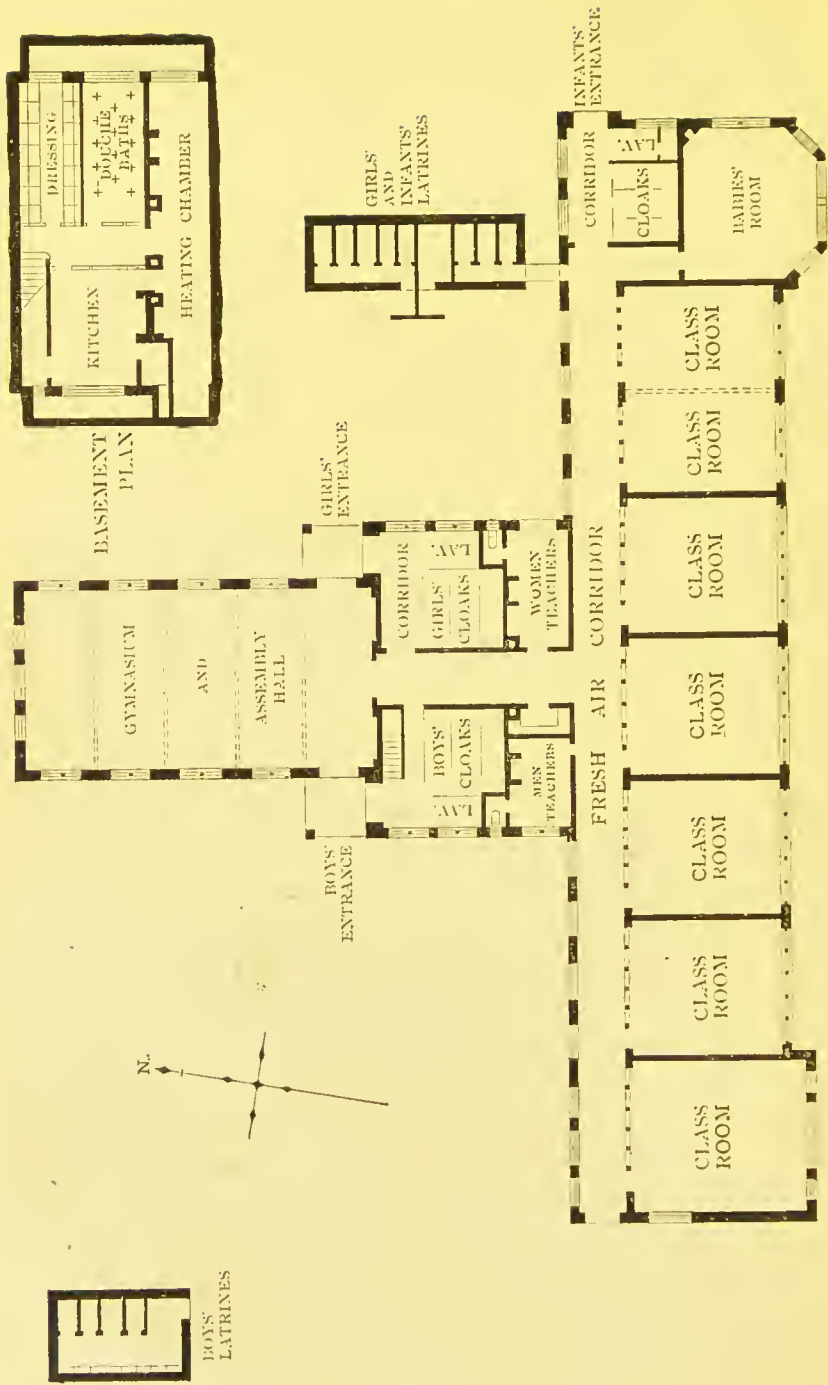 DRESSING
DOUCHE
BATHS
KITCHEN
HEATING CHAMBER
BASEMENT
PLAN
GIRLS'
AND
INFANTS'
LATRINES
INFANTS'
ENTRANCE
CORRIDOR
LAV.
CLOAKS
BABIES'
ROOM
GYMNASIUM
AND
ASSEMBLY
HALL
GIRLS'
ENTRANCE
BOYS'
ENTRANCE
CORRIDOR
GIRLS'
CLOAKS
LAV.
WOMEN
TEACHERS
BOYS'
CLOAKS
LAV.
MEN
TEACHERS
FRESH AIR CORRIDOR
CLASS
ROOM
CLASS
ROOM
CLASS
ROOM
CLASS
ROOM
CLASS
ROOM
CLASS
ROOM
CLASS
ROOM
N.
BOYS'
LATRINES